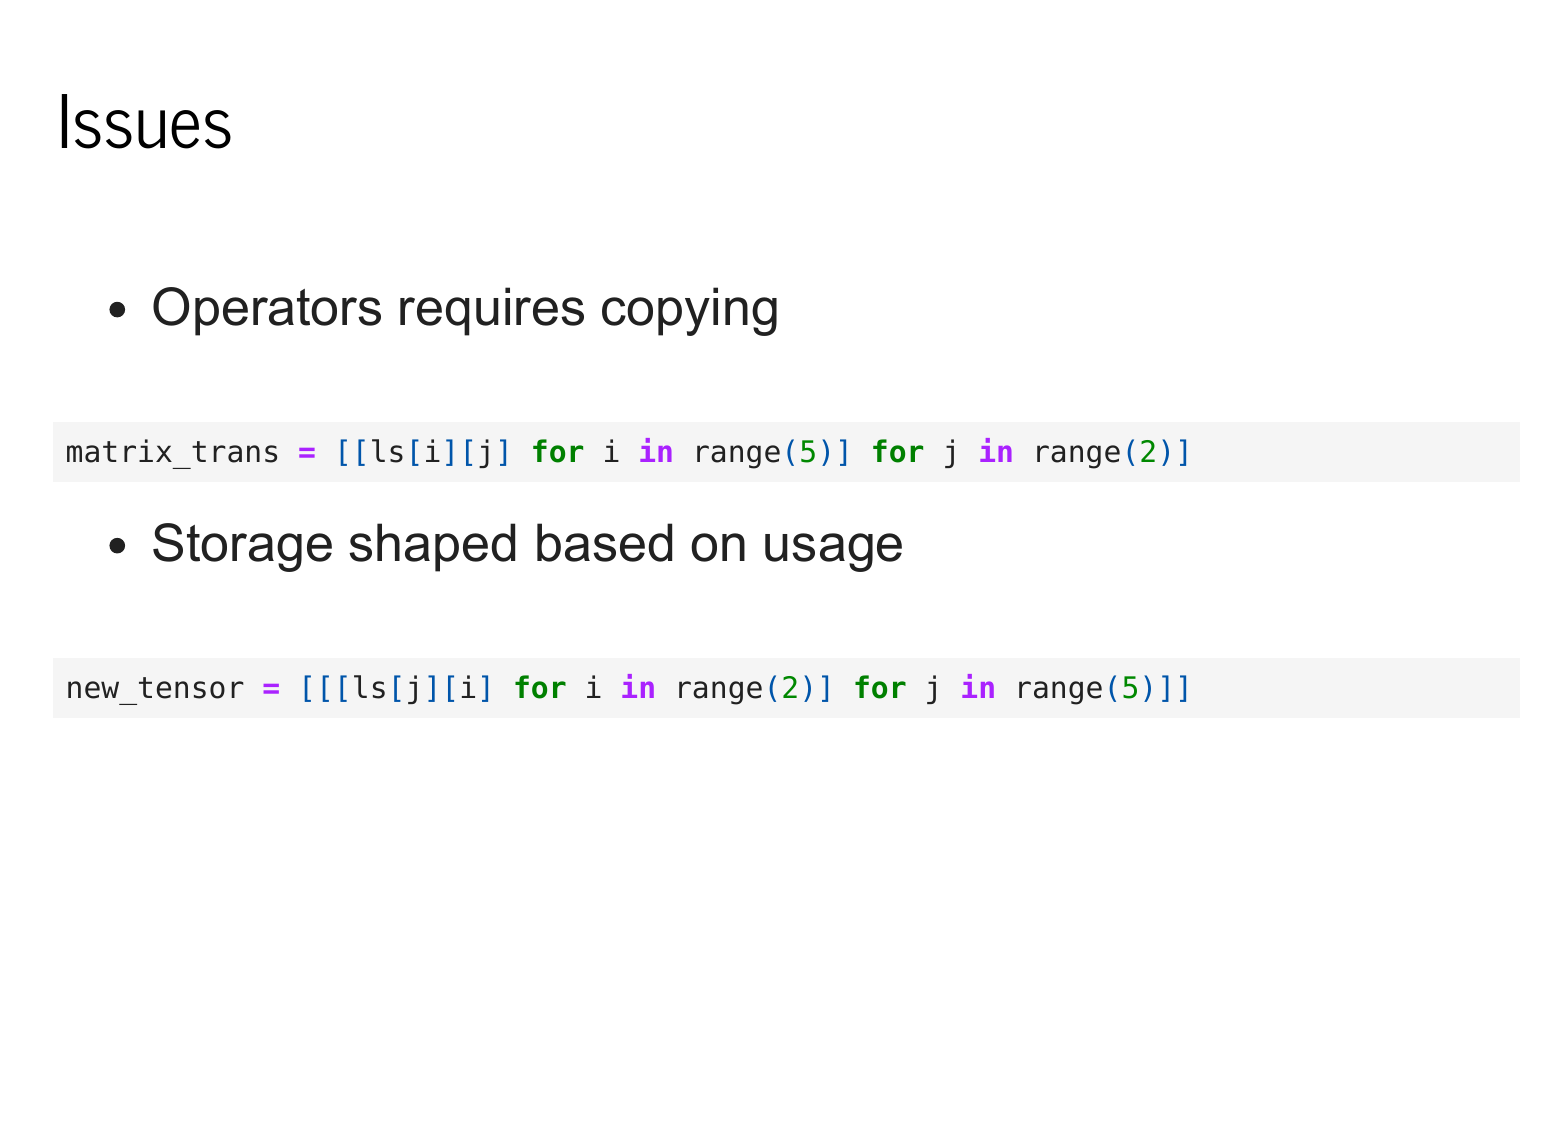 Issues
• Operators requires copying
matrix_trans = [[ls[i][j] for i in range(5)] for j in range(2)]
• Storage shaped based on usage
new_tensor = [[[ls[j][i] for i in range(2)] for j in range(5)]]